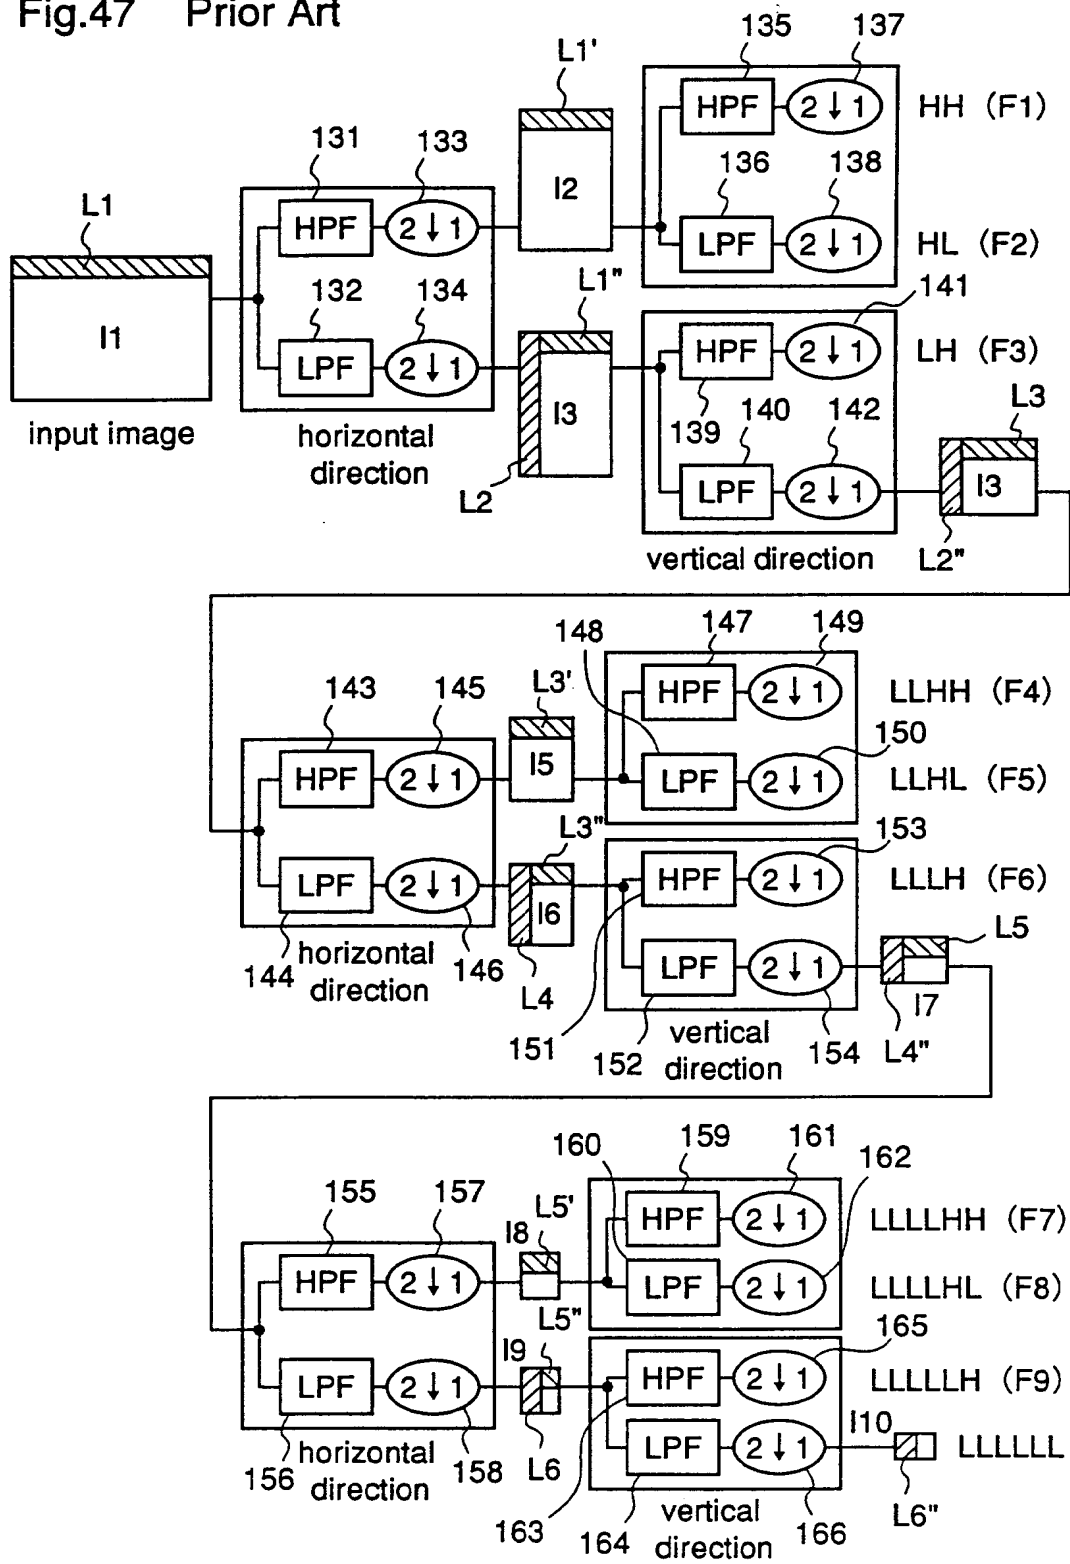 Fig.47 Prior Art
135 137
L1'
HPF 2↓1 HH (F1)
131 133
136 138
I2
L1
HPF 2↓1
LPF 2↓1 HL (F2)
132 134
L1" 141
I1
HPF 2↓1 LH (F3)
LPF 2↓1
I3
139 140 142 L3
input image
horizontal
direction
L2
LPF 2↓1
I3
vertical direction L2"
148 147 149
143 145 L3'
HPF 2↓1 LLHH (F4)
150
HPF 2↓1
I5
LPF 2↓1 LLHL (F5)
L3" 153
LPF 2↓1
I6
HPF 2↓1 LLLH (F6)
L5
144
horizontal
direction
146 L4
LPF 2↓1
I7
151 152
vertical
direction
154 L4"
160 159 161 162
155 157 I8 L5'
HPF 2↓1 LLLLHH (F7)
HPF 2↓1
LPF 2↓1 LLLLHL (F8)
L5" 165
I9
LPF 2↓1
HPF 2↓1 LLLLLH (F9)
I10
LPF 2↓1 LLLLLL
156
horizontal
direction
158 L6
163 164
vertical
direction
166 L6"